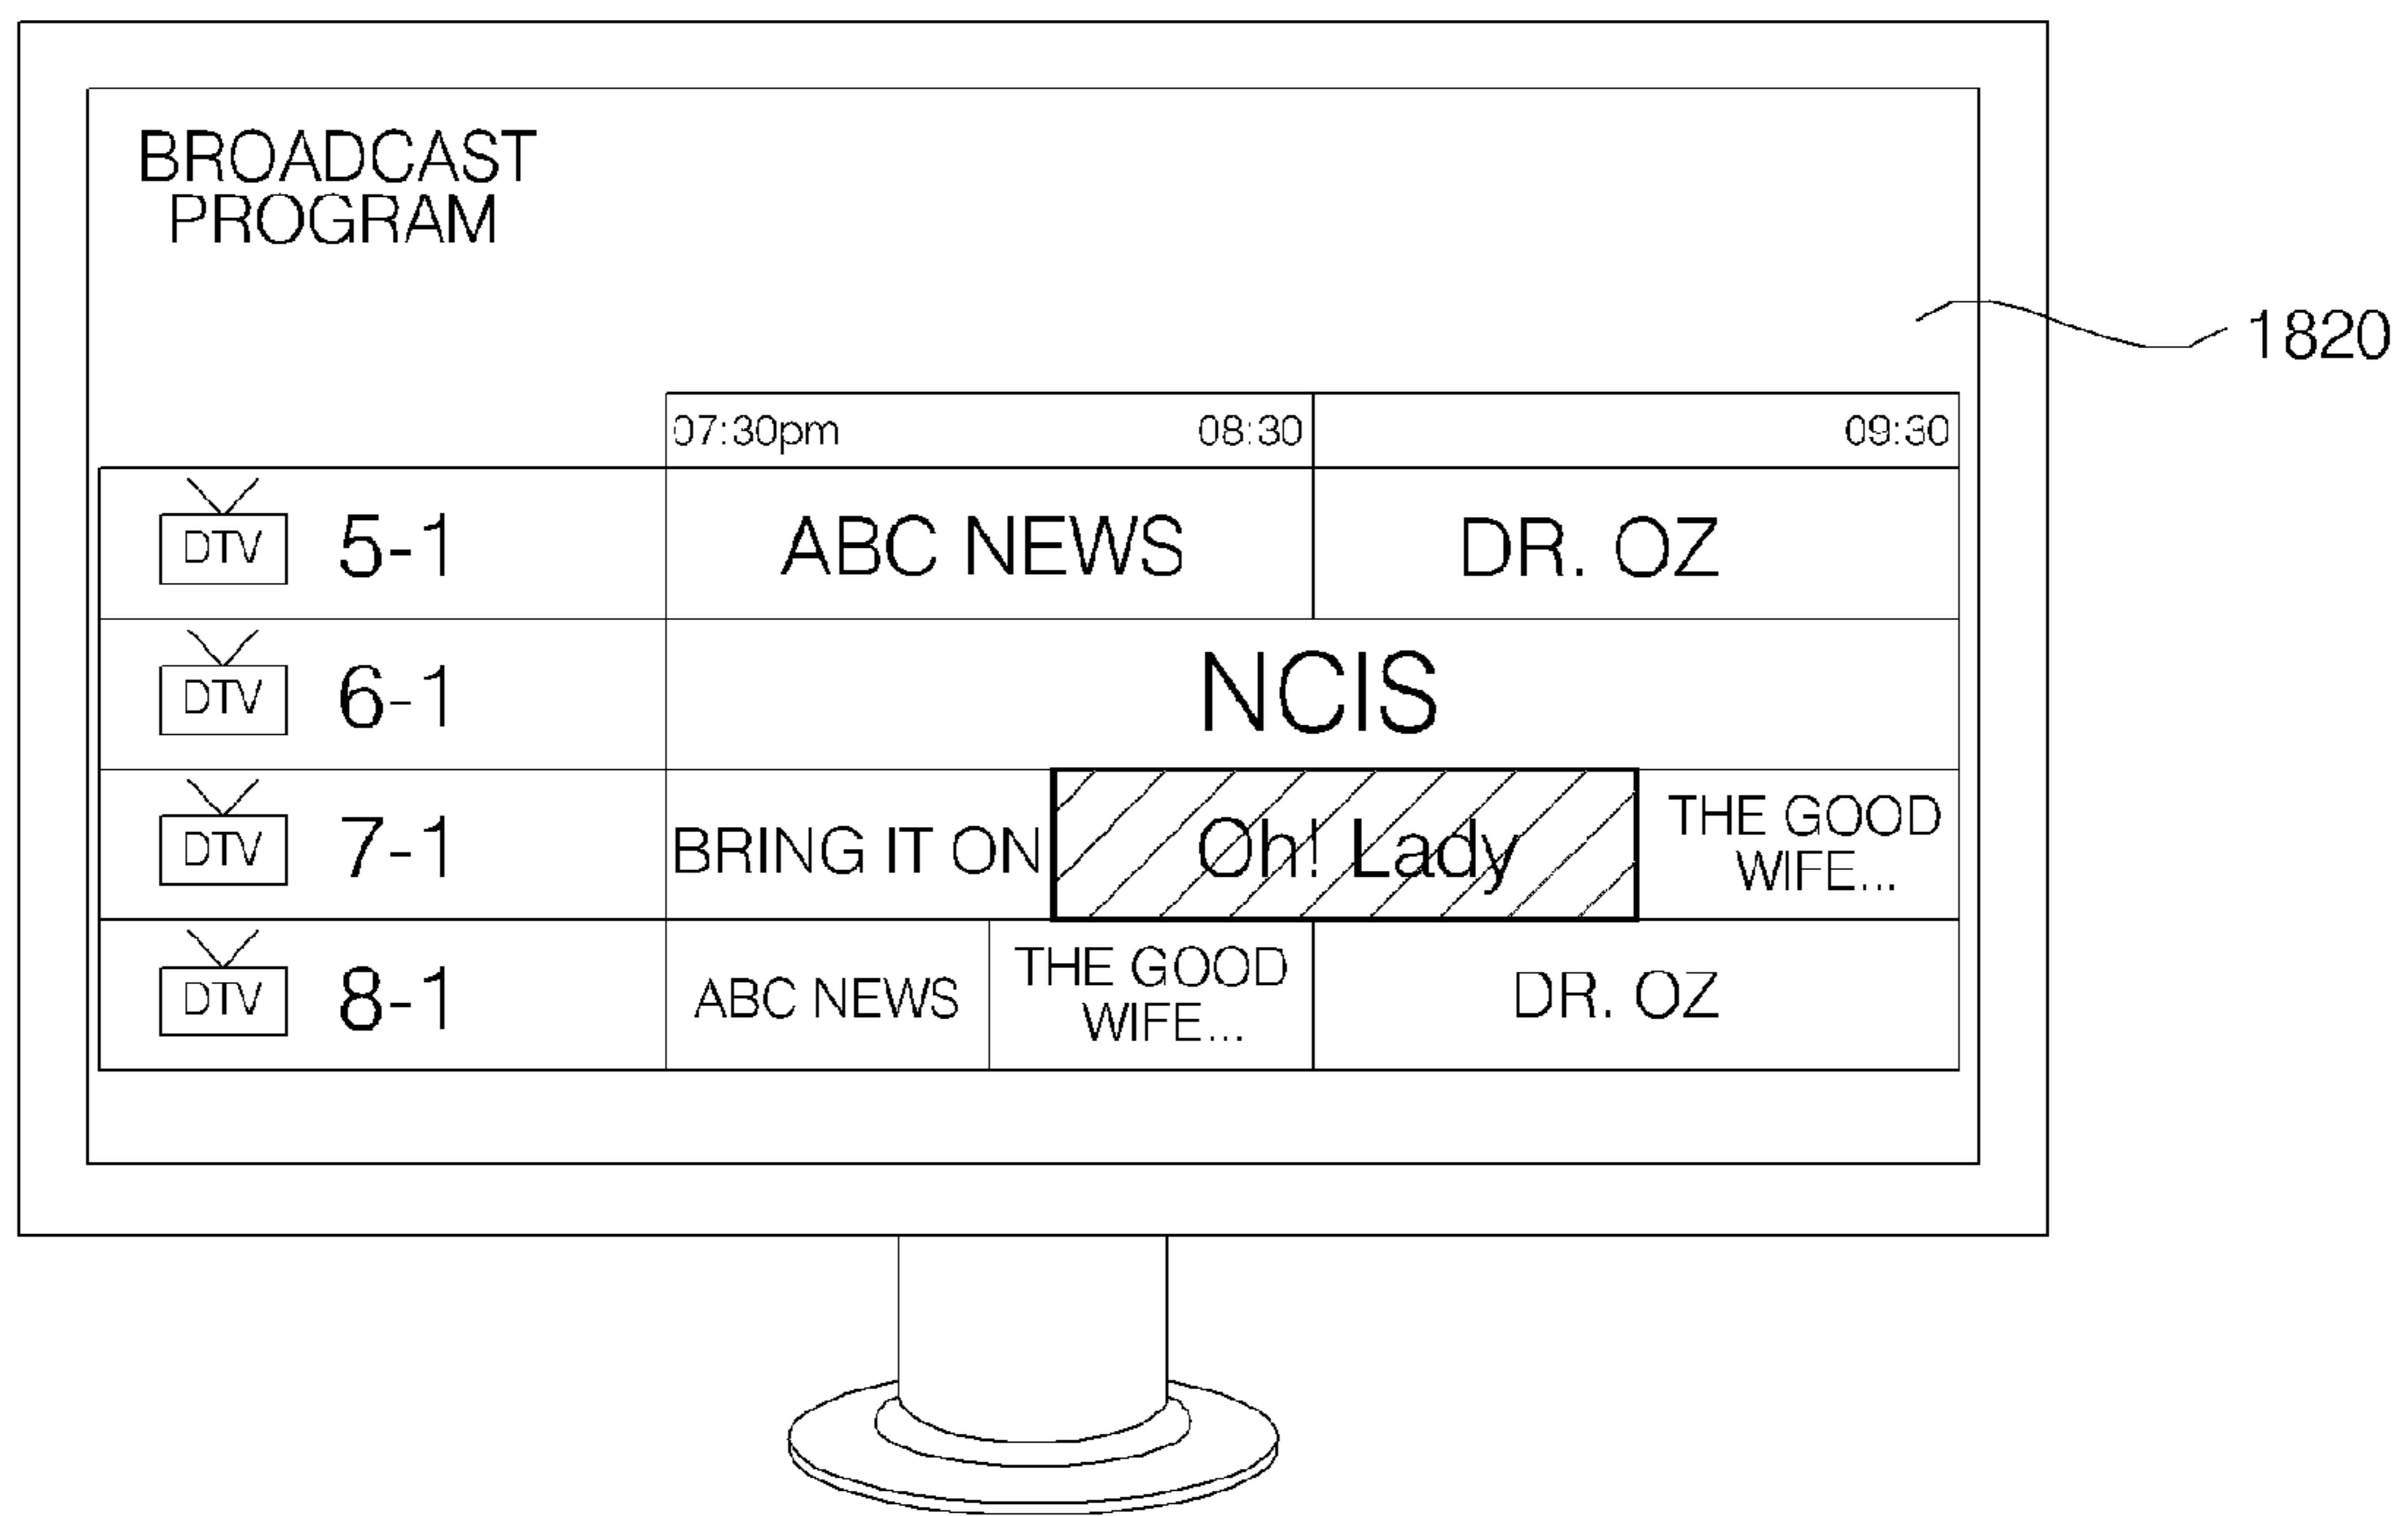 BROADCAST
PROGRAM
1820
07:30pm 08:30 09:30
DTV 5-1 ABC NEWS DR. OZ
DTV 6-1 NCIS
DTV 7-1 BRING IT ON Oh! Lady THE GOOD
WIFE...
DTV 8-1 ABC NEWS THE GOOD
WIFE... DR. OZ